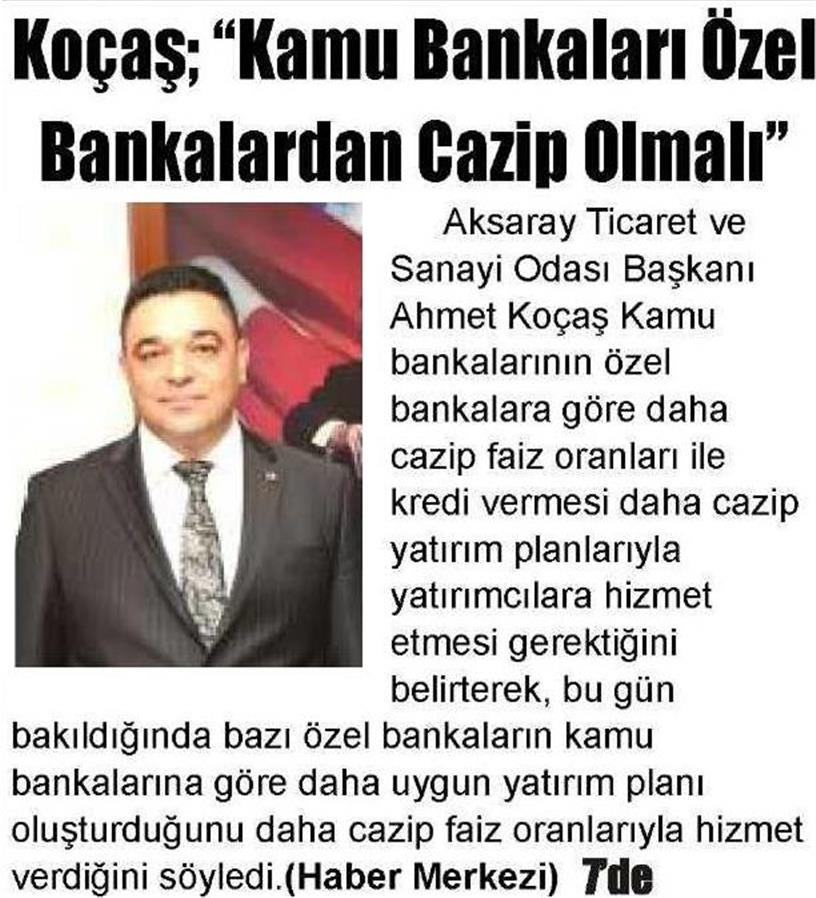 Koçaş; “Kamu Bankaları Özel
Bankalardan Cazip Olmalı”
Aksaray Ticaret ve
Sanayi Odası Başkanı
Ahmet Koçaş Kamu
bankalarının özel
bankalara göre daha
cazip faiz oranları ile
kredi vermesi daha cazip
yatırım planlarıyla
yatırımcılara hizmet
etmesi gerektiğini
belirterek, bu gün
bakıldığında bazı özel bankaların kamu
bankalarına göre daha uygun yatırım planı
oluşturduğunu daha cazip faiz oranlarıyla hizmet
verdiğini söyledi.(Haber Merkezi) 7de